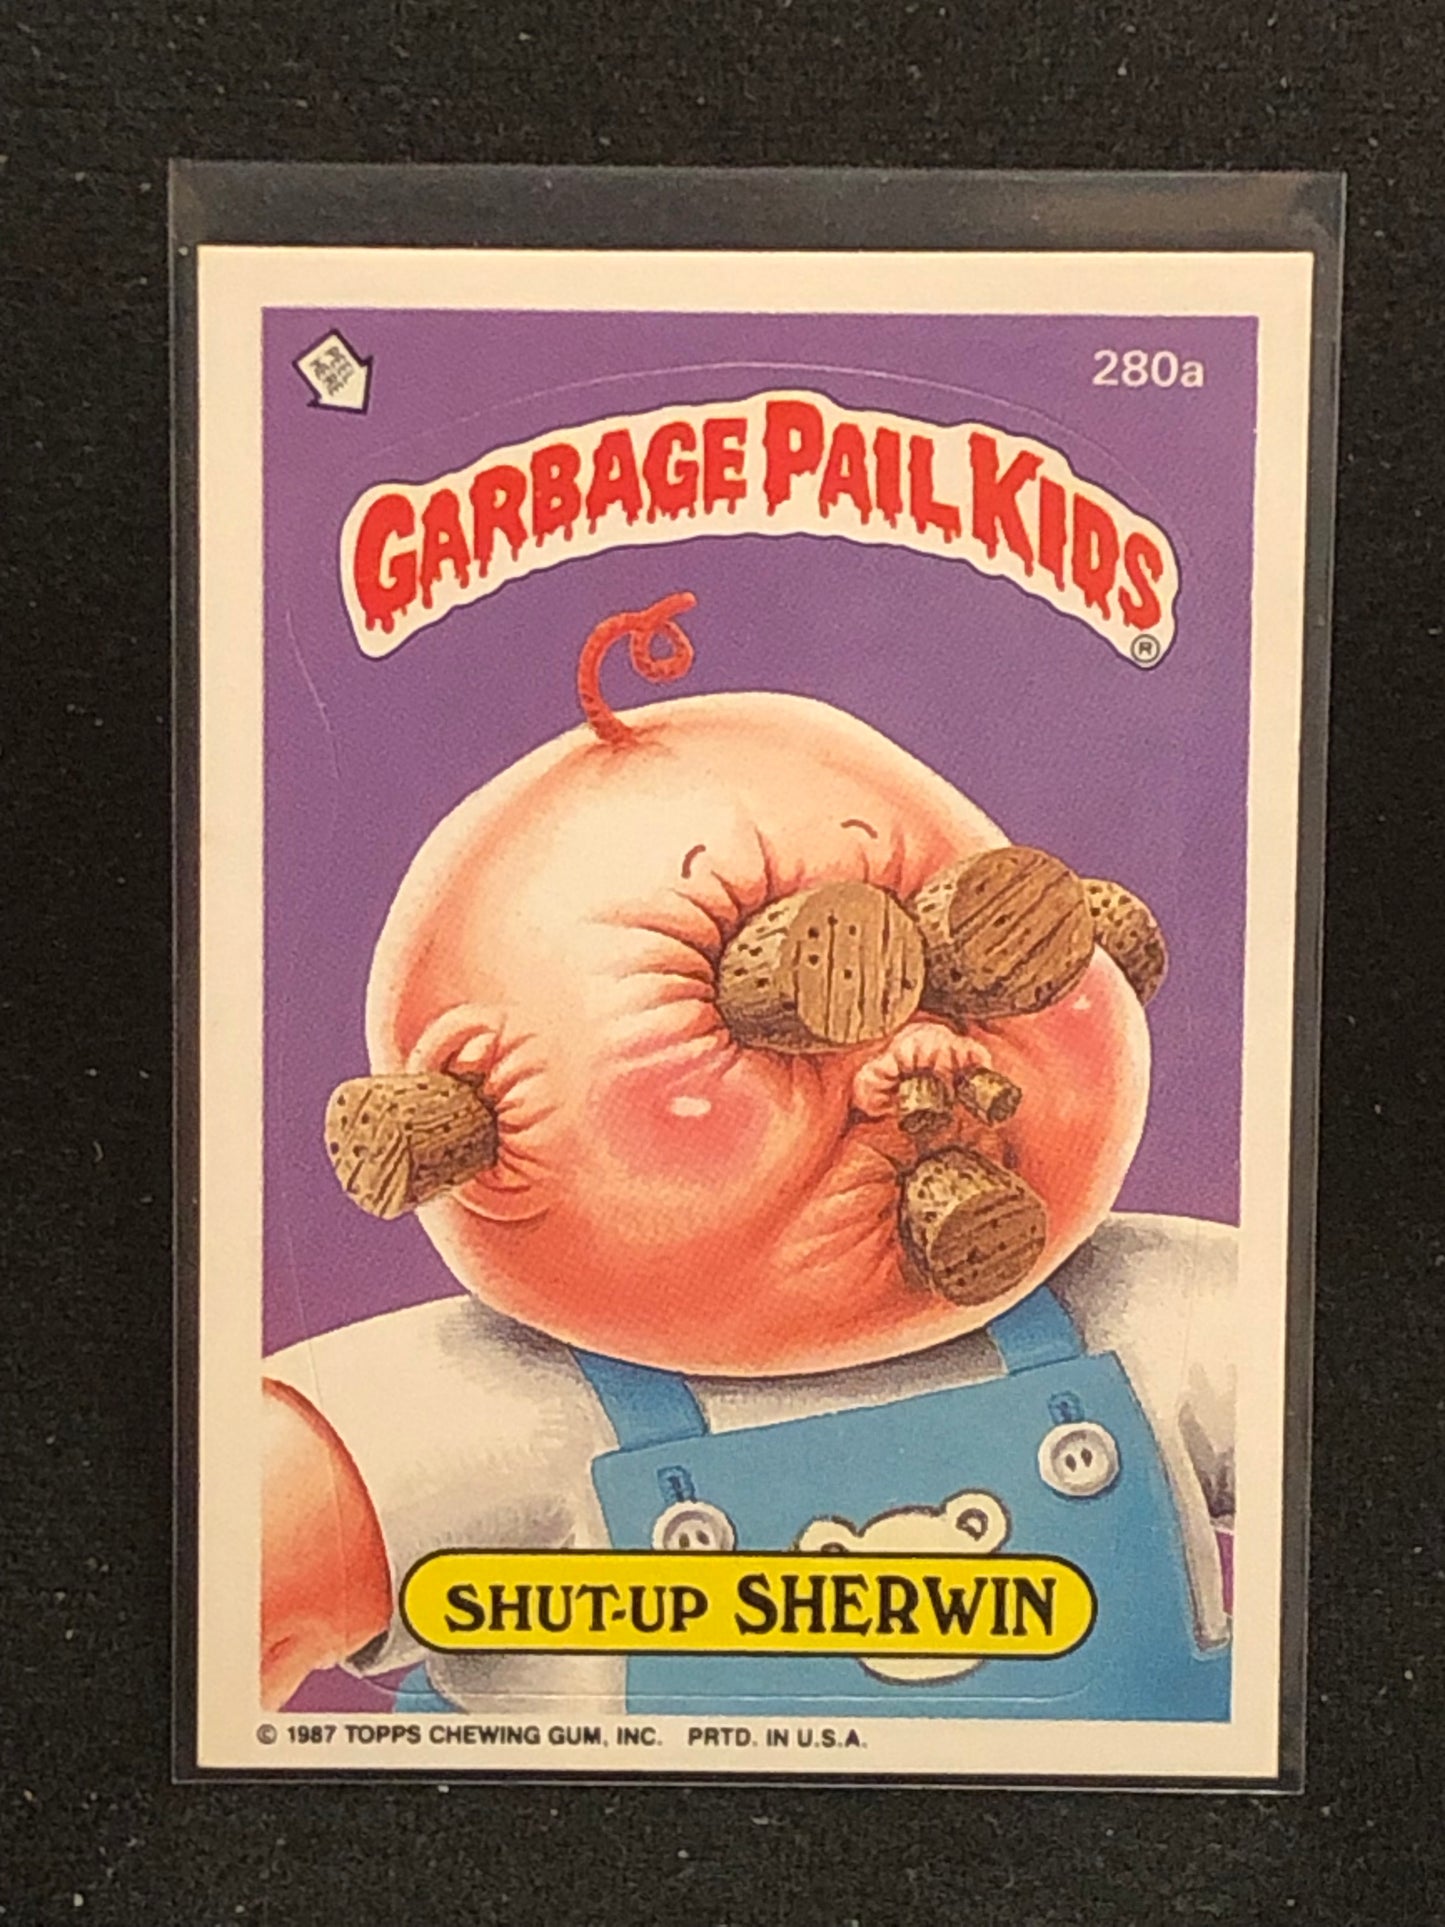 280a
GARBAGE PAIL KIDS
®
SHUT-UP SHERWIN
© 1987 TOPPS CHEWING GUM, INC. PRTD. IN U.S.A.